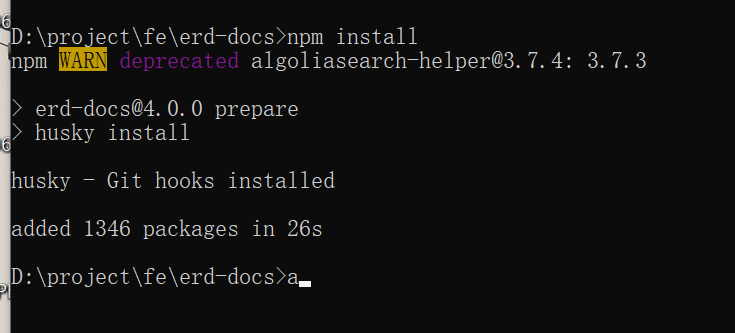 D:\project\fe\erd-docs>npm install
npm WARN deprecated algoliasearch-helper@3.7.4: 3.7.3
> erd-docs@4.0.0 prepare
> husky install
husky - Git hooks installed
added 1346 packages in 26s
D:\project\fe\erd-docs>a